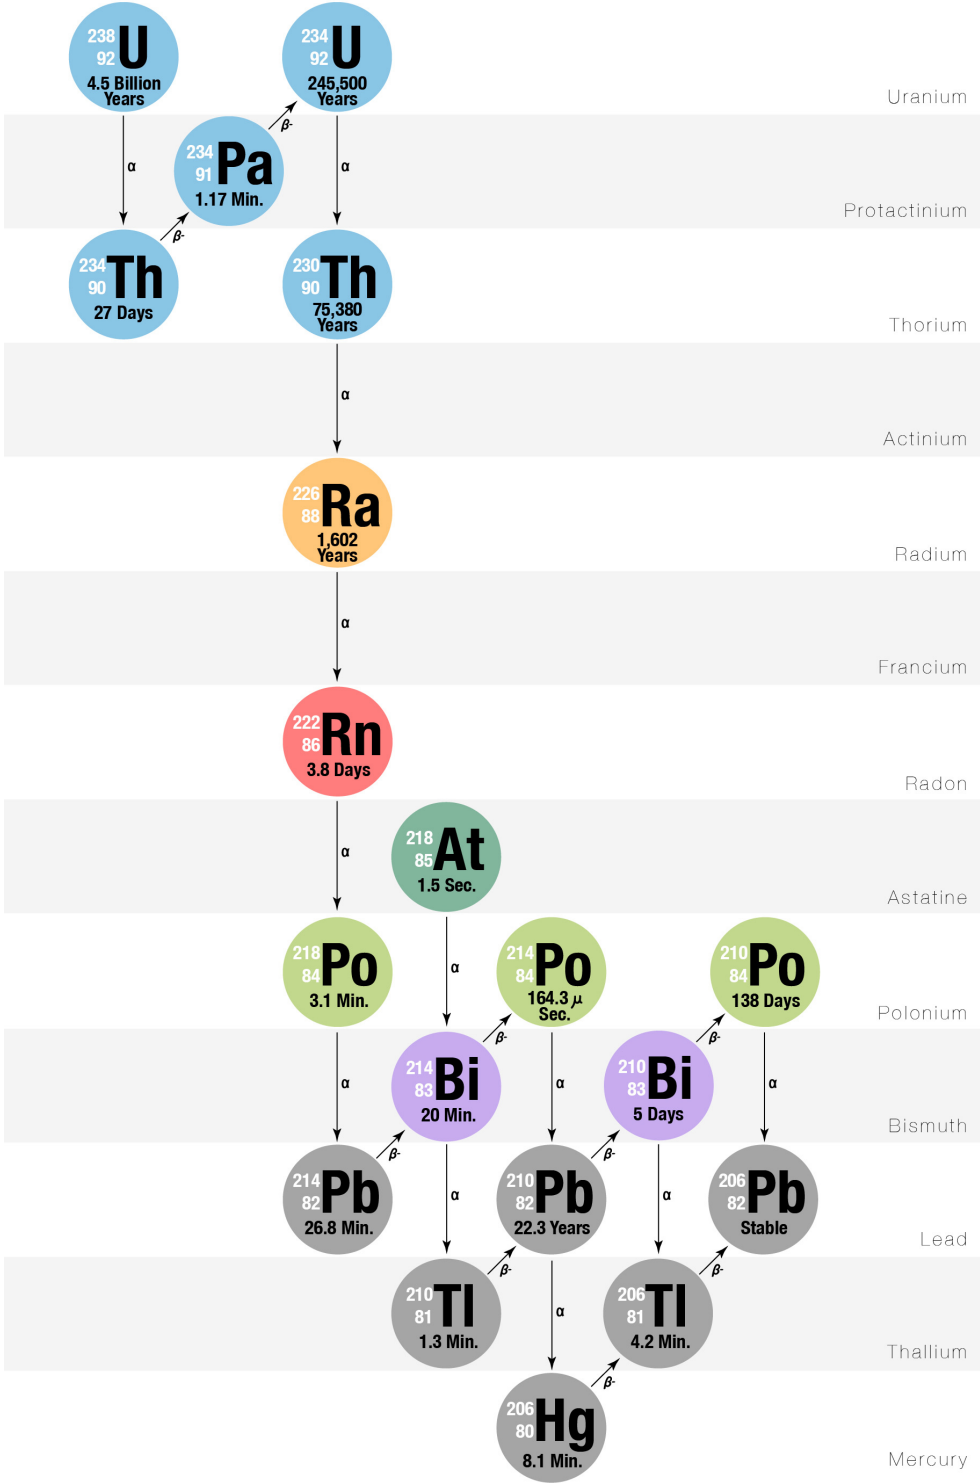 238
92
U
4.5 Billion
Years
234
92
U
245,500
Years
Uranium
α
β-
α
234
91
Pa
1.17 Min.
Protactinium
β-
234
90
Th
27 Days
230
90
Th
75,380
Years
Thorium
α
Actinium
226
88
Ra
1,602
Years
Radium
α
Francium
222
86
Rn
3.8 Days
Radon
α
218
85
At
1.5 Sec.
Astatine
218
84
Po
3.1 Min.
α
214
84
Po
164.3 μ
Sec.
210
84
Po
138 Days
Polonium
β-
β-
α
214
83
Bi
20 Min.
α
210
83
Bi
5 Days
α
Bismuth
β-
β-
214
82
Pb
26.8 Min.
α
210
82
Pb
22.3 Years
α
206
82
Pb
Stable
Lead
β-
β-
210
81
Tl
1.3 Min.
α
206
81
Tl
4.2 Min.
Thallium
β-
206
80
Hg
8.1 Min.
Mercury